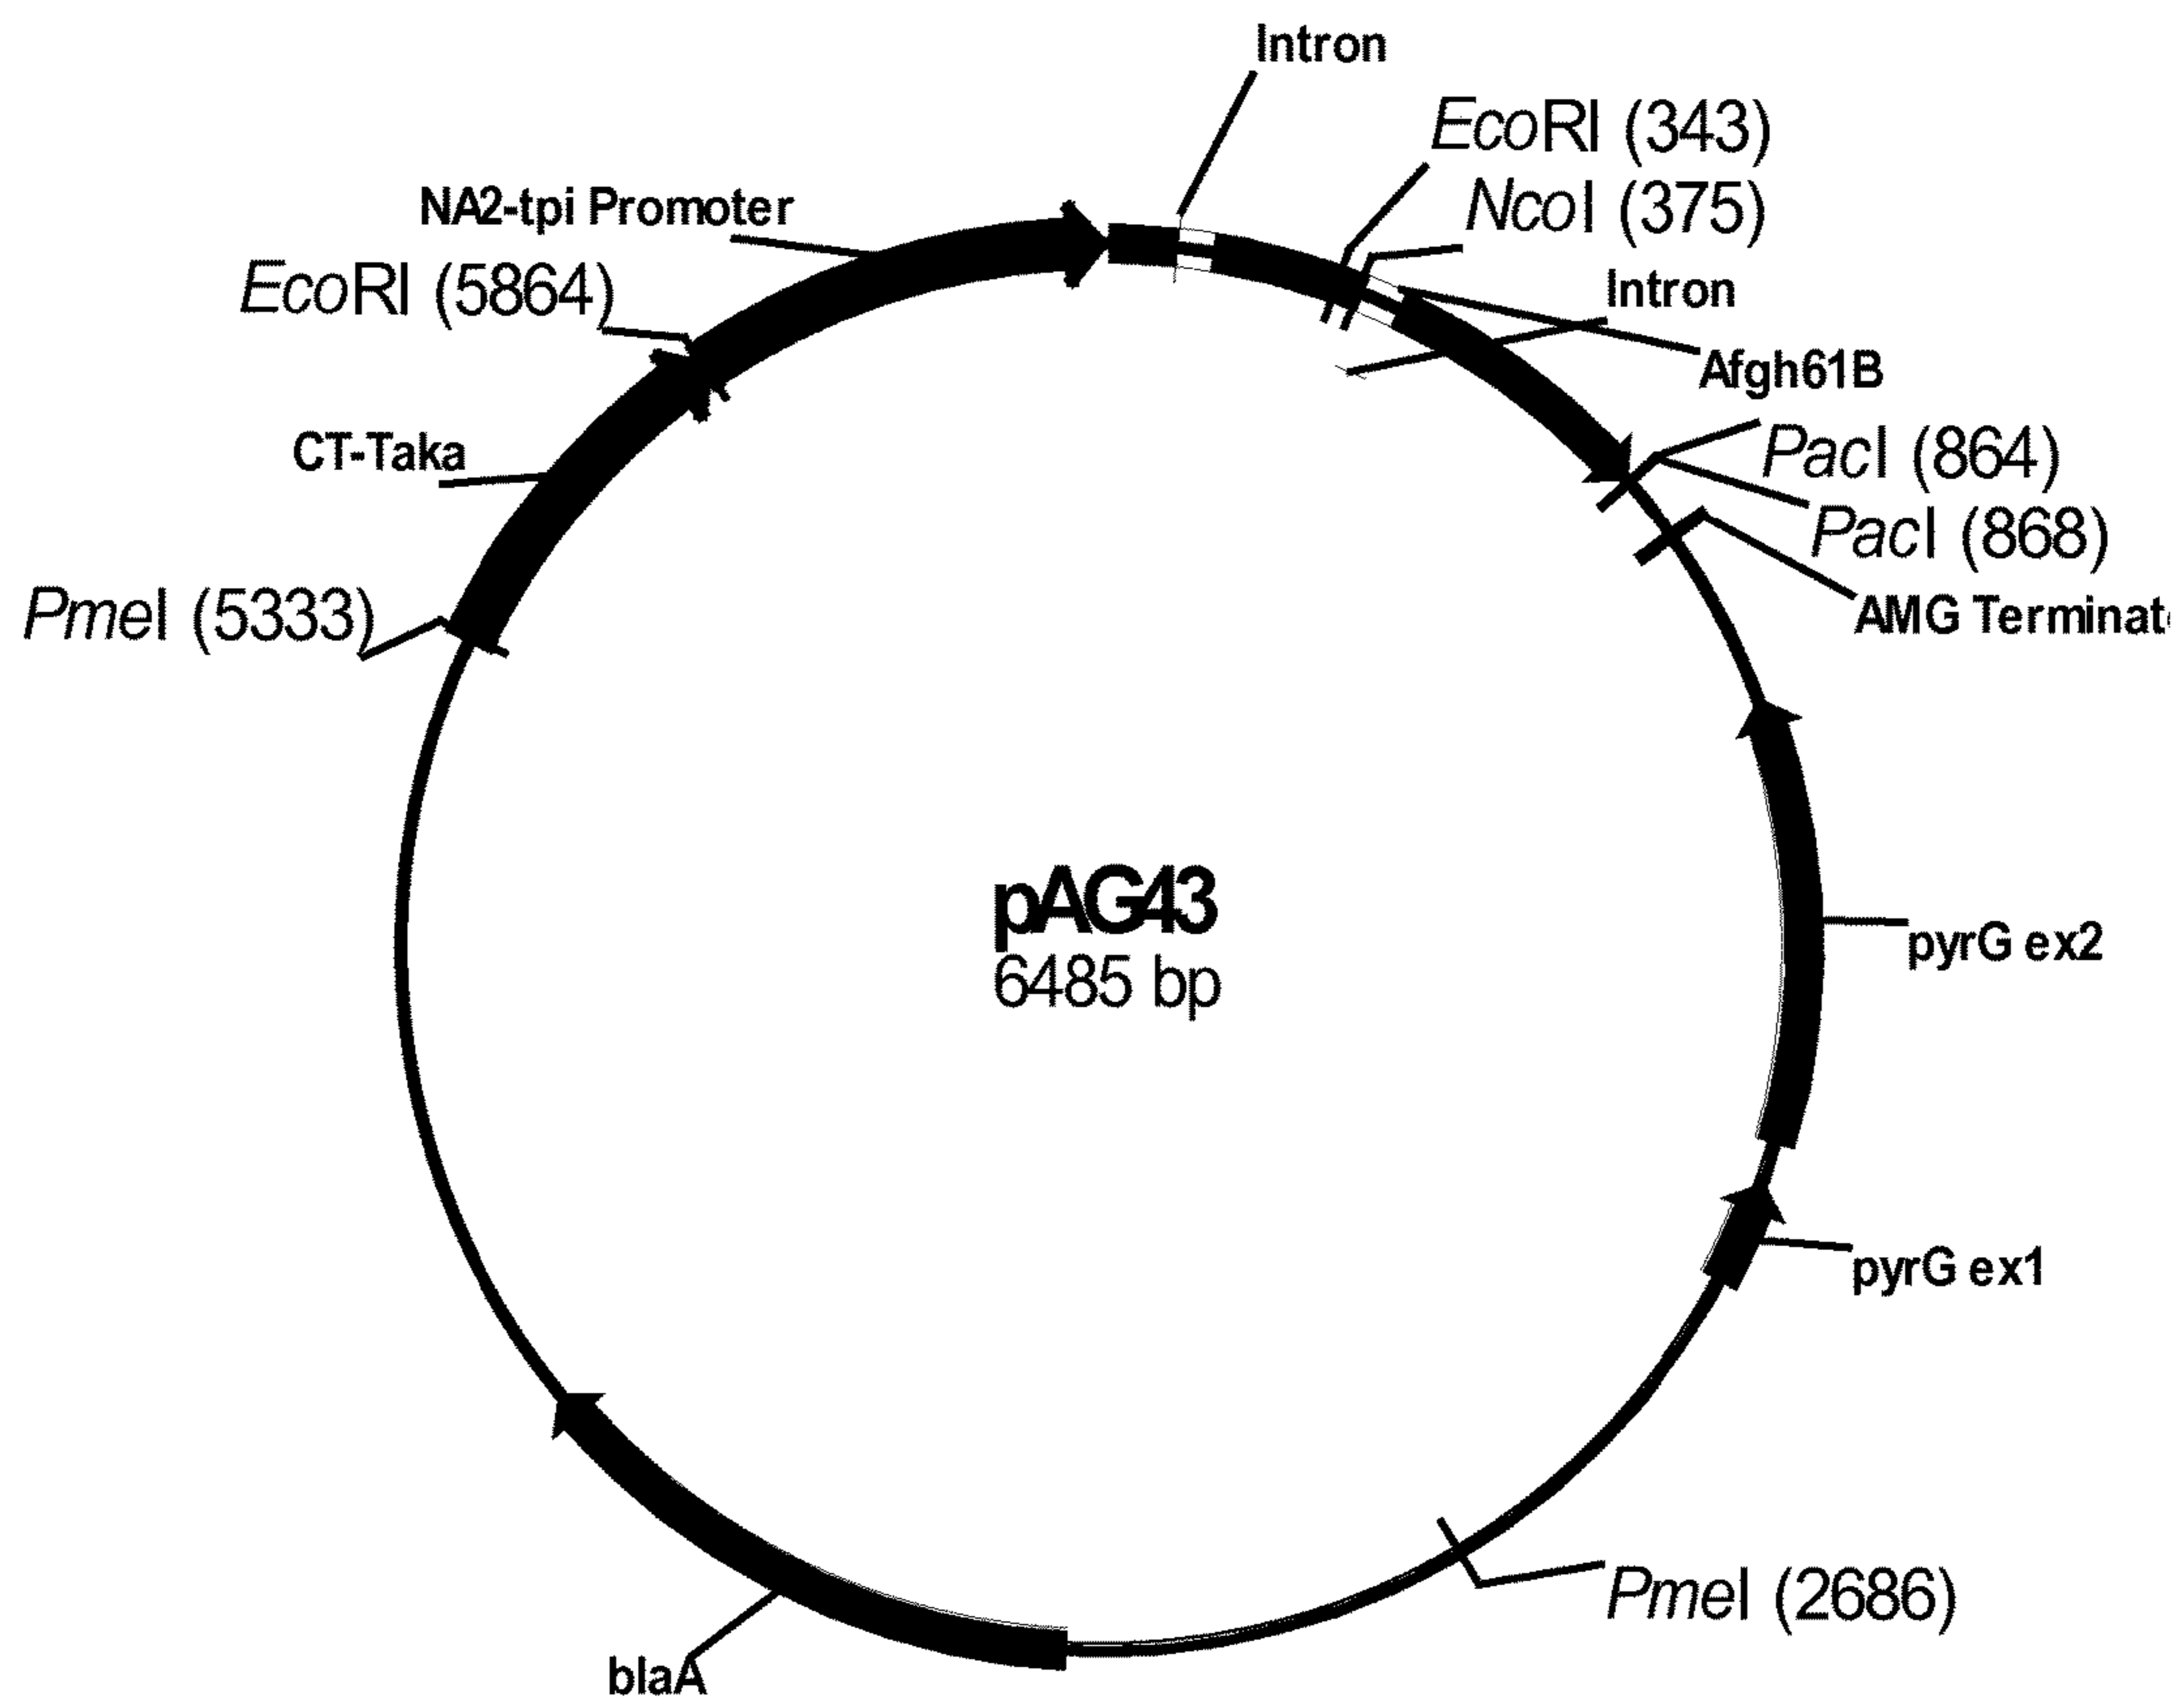 Intron
EcoRI (343)
NA2-tpi Promoter
NcoI (375)
EcoRI (5864)
Intron
Afgh61B
CT-Taka
PacI (864)
PacI (868)
PmeI (5333)
AMG Terminat
pAG43
6485 bp
pyrG ex2
pyrG ex1
PmeI (2686)
blaA